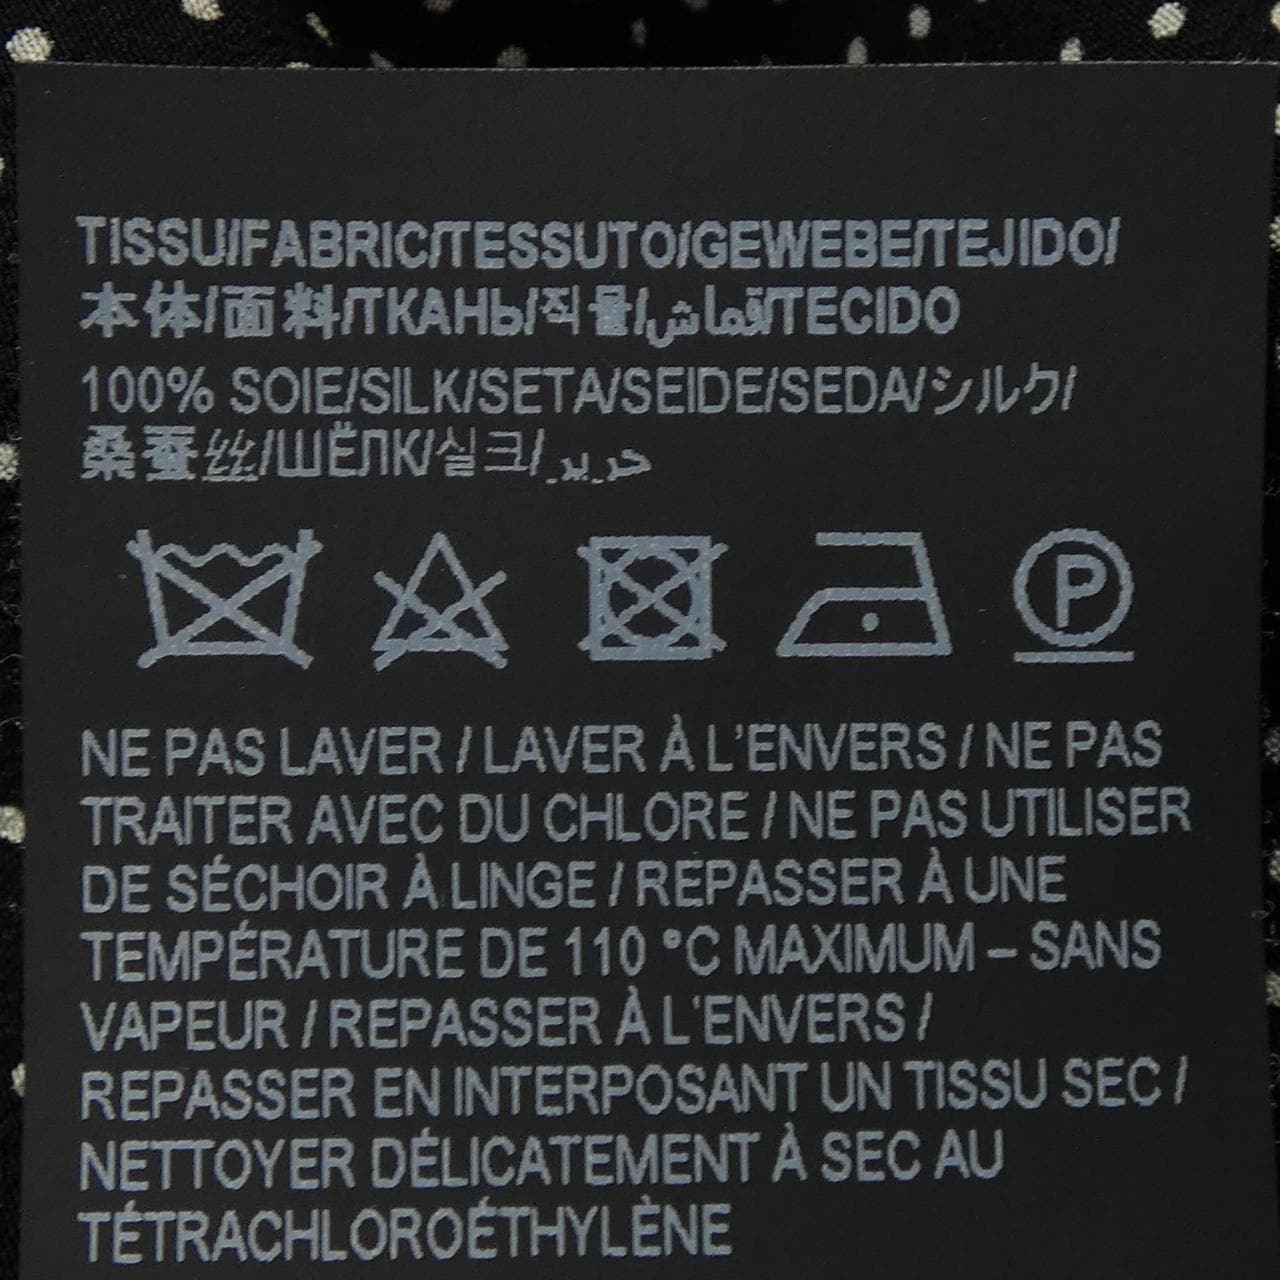 TISSU/FABRIC/TESSUTO/GEWEBE/TEJIDO/
本体/面料/ТКАНЬ/직물/قماش/TECIDO
100% SOIE/SILK/SETA/SEIDE/SEDA/シルク/
桑蚕丝/ШЁЛК/실크/حرير
P
NE PAS LAVER / LAVER À L'ENVERS / NE PAS
TRAITER AVEC DU CHLORE / NE PAS UTILISER
DE SÉCHOIR À LINGE / REPASSER À UNE
TEMPÉRATURE DE 110 °C MAXIMUM – SANS
VAPEUR / REPASSER À L'ENVERS /
REPASSER EN INTERPOSANT UN TISSU SEC /
NETTOYER DÉLICATEMENT À SEC AU
TÉTRACHLOROÉTHYLÈNE